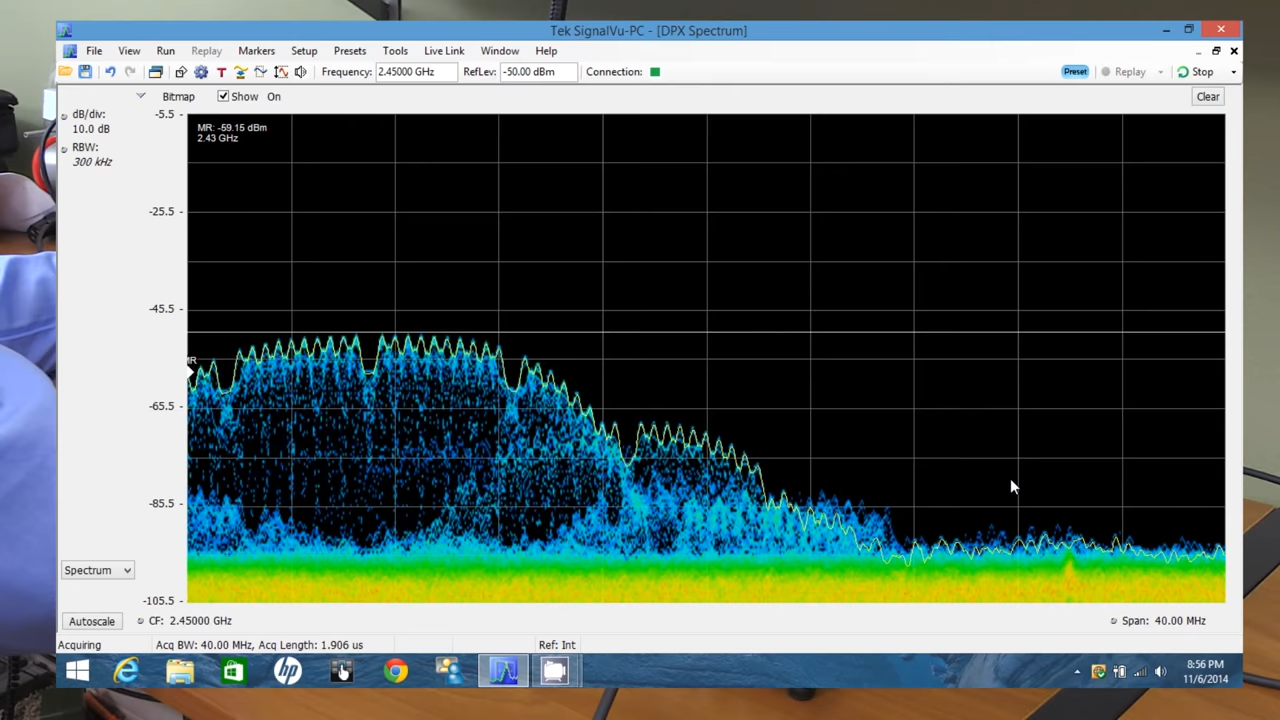 Tek SignalVu-PC - [DPX Spectrum]
File View Run Replay Markers Setup Presets Tools Live Link Window Help
Frequency: 2.45000 GHz RefLev: -50.00 dBm Connection: Preset Replay Stop
Bitmap Show On Clear
dB/div:
10.0 dB
RBW:
300 kHz
-5.5
MR: -59.15 dBm
2.43 GHz
-25.5
-45.5
MR
-65.5
-85.5
Spectrum
-105.5
Autoscale CF: 2.45000 GHz Span: 40.00 MHz
Acquiring Acq BW: 40.00 MHz, Acq Length: 1.906 us Ref: Int
8:56 PM
11/6/2014